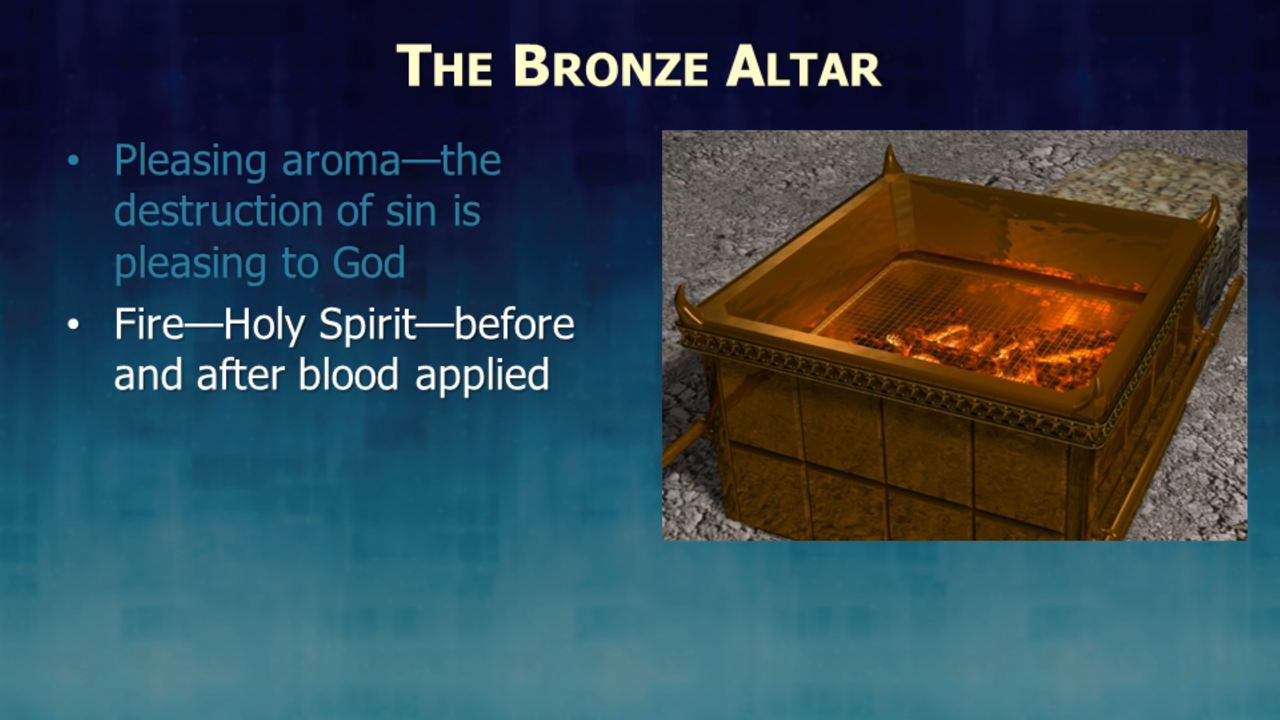 The Bronze Altar
• Pleasing aroma—the
destruction of sin is
pleasing to God
• Fire—Holy Spirit—before
and after blood applied